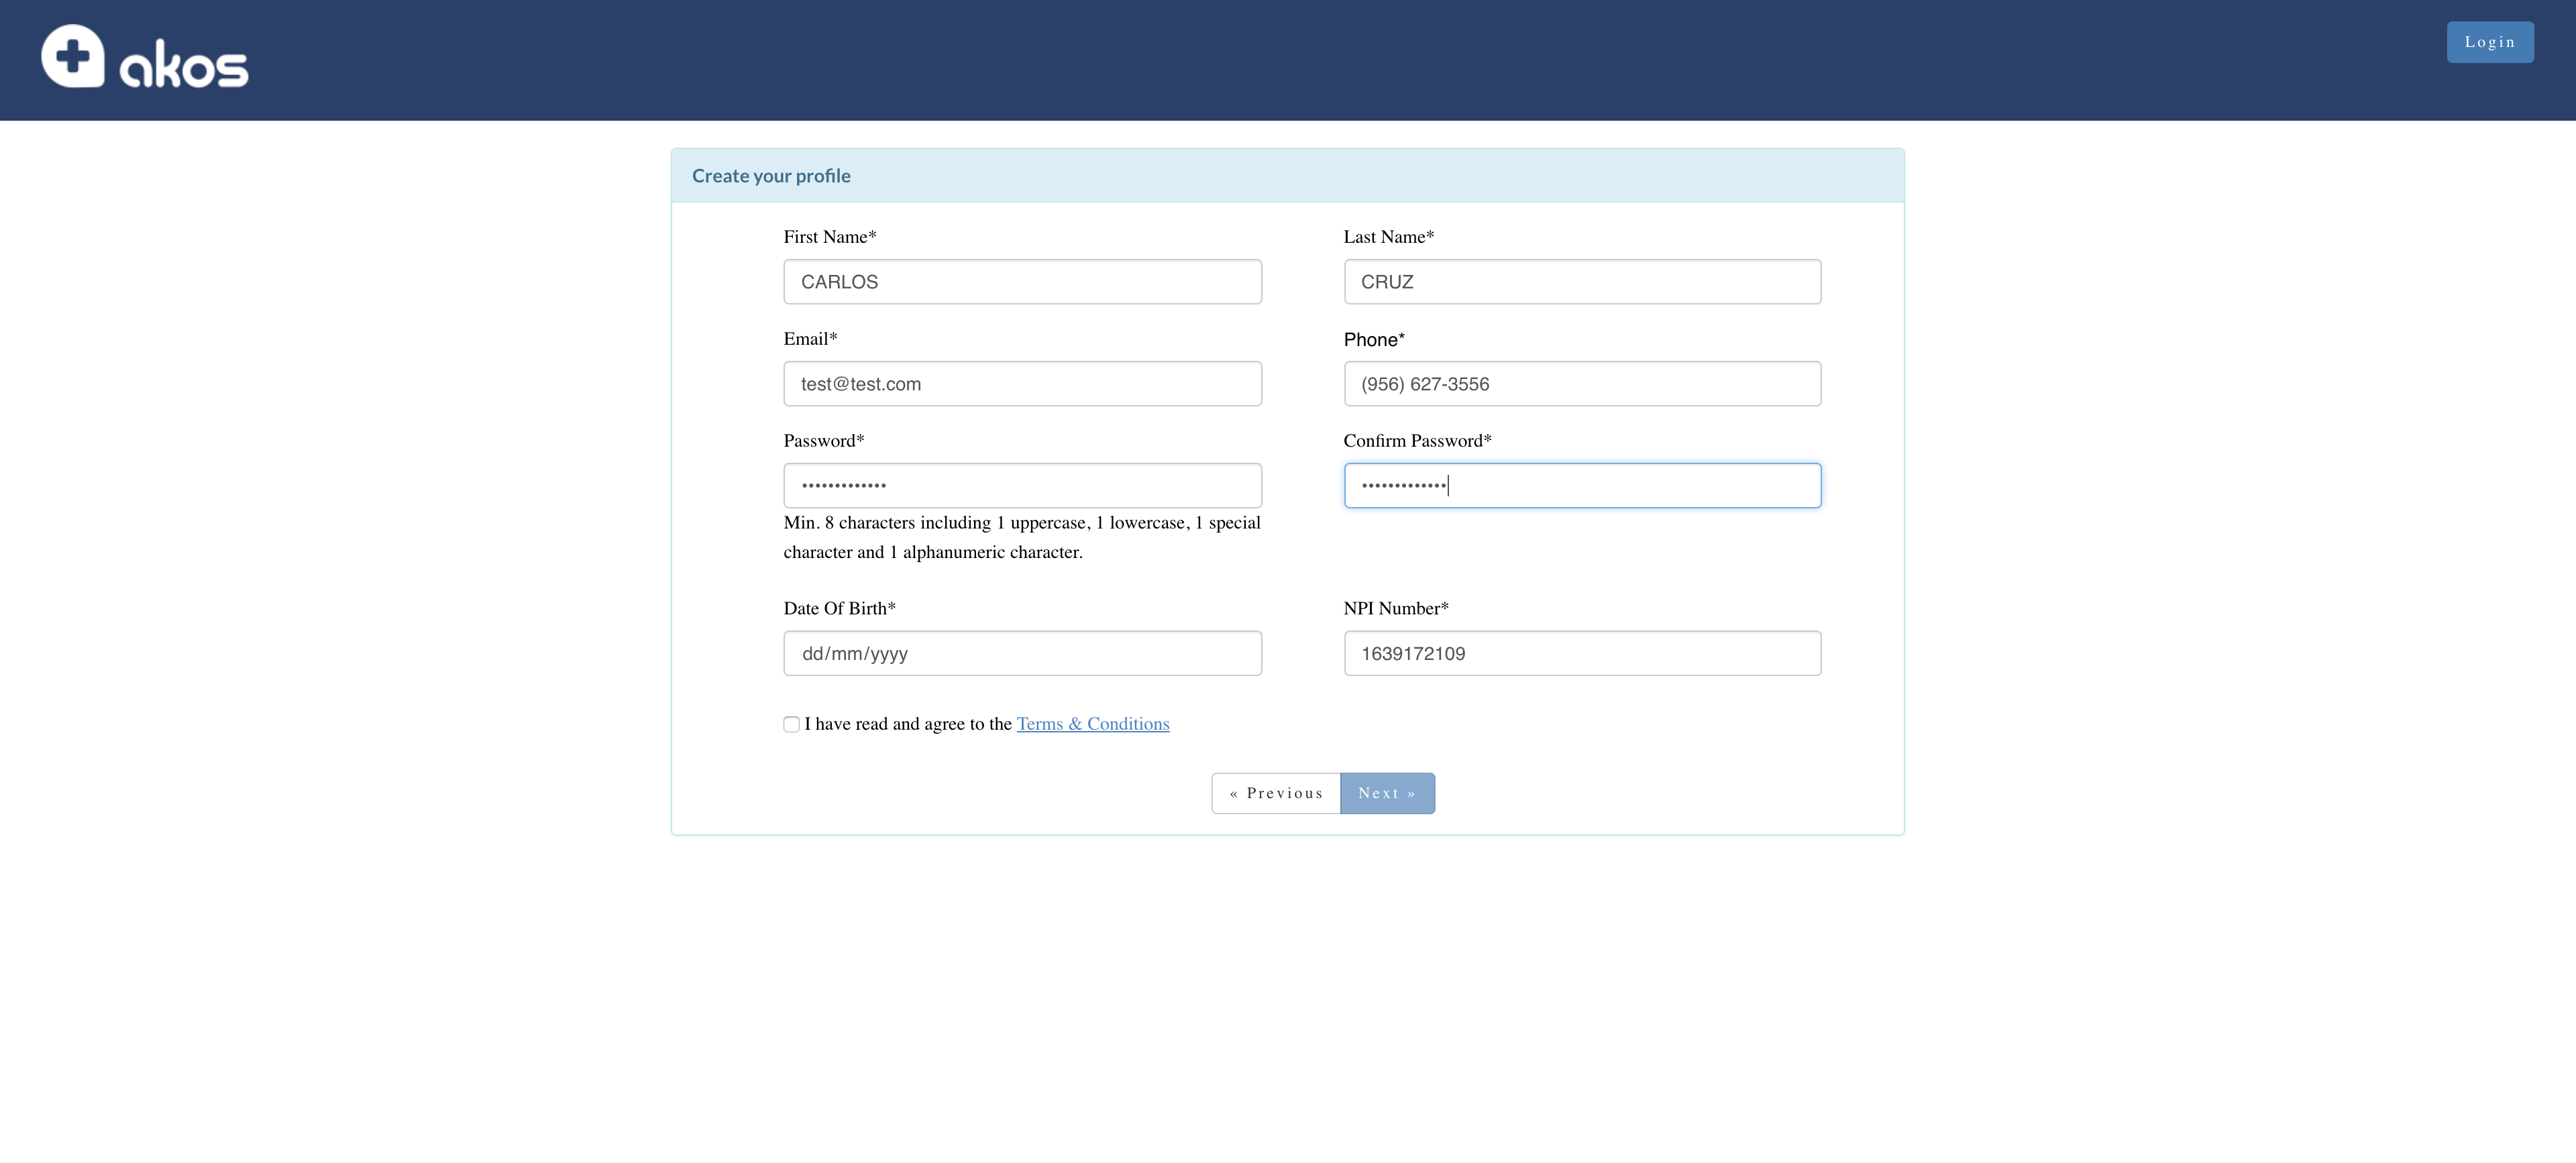 akos
Login
Create your profile
First Name*
Last Name*
CARLOS
CRUZ
Email*
Phone*
test@test.com
(956) 627-3556
Password*
Confirm Password*
•••••••••••••
•••••••••••••
Min. 8 characters including 1 uppercase, 1 lowercase, 1 special
character and 1 alphanumeric character.
Date Of Birth*
NPI Number*
dd/mm/yyyy
1639172109
I have read and agree to the Terms & Conditions
« Previous
Next »